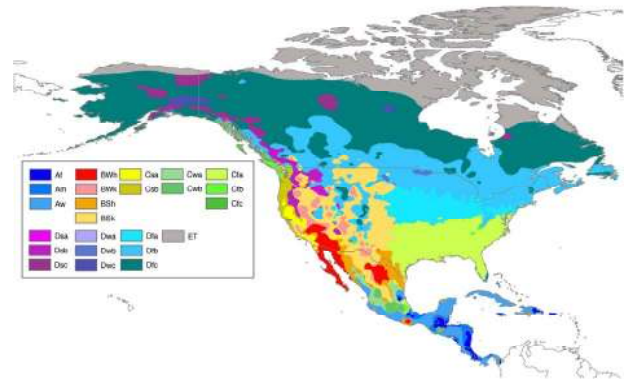 Af BWh Csa Cwa Cfa
Am BWk Csb Cwb Cfb
Aw BSh Cfc
BSk
Dsa Dwa Dfa ET
Dsb Dwb Dfb
Dsc Dwc Dfc